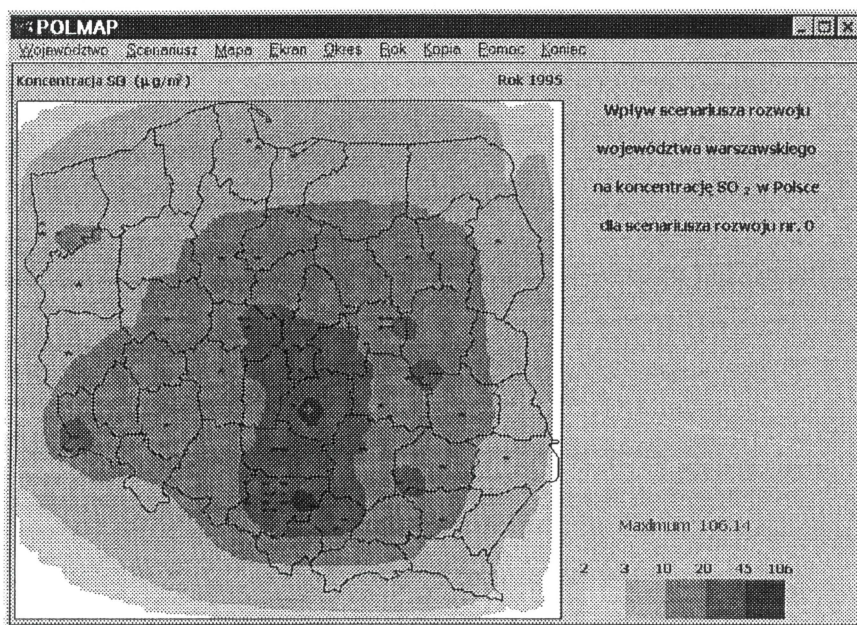 POLMAP
Województwo Scenariusz Mapa Ekran Okres Rok Kopia Pomoc Koniec
Koncentracja SO₂ (μg/m³) Rok 1995
Wpływ scenariusza rozwoju
województwa warszawskiego
na koncentrację SO₂ w Polsce
dla scenariusza rozwoju nr. 0
Maximum 106.14
2 3 10 20 45 106